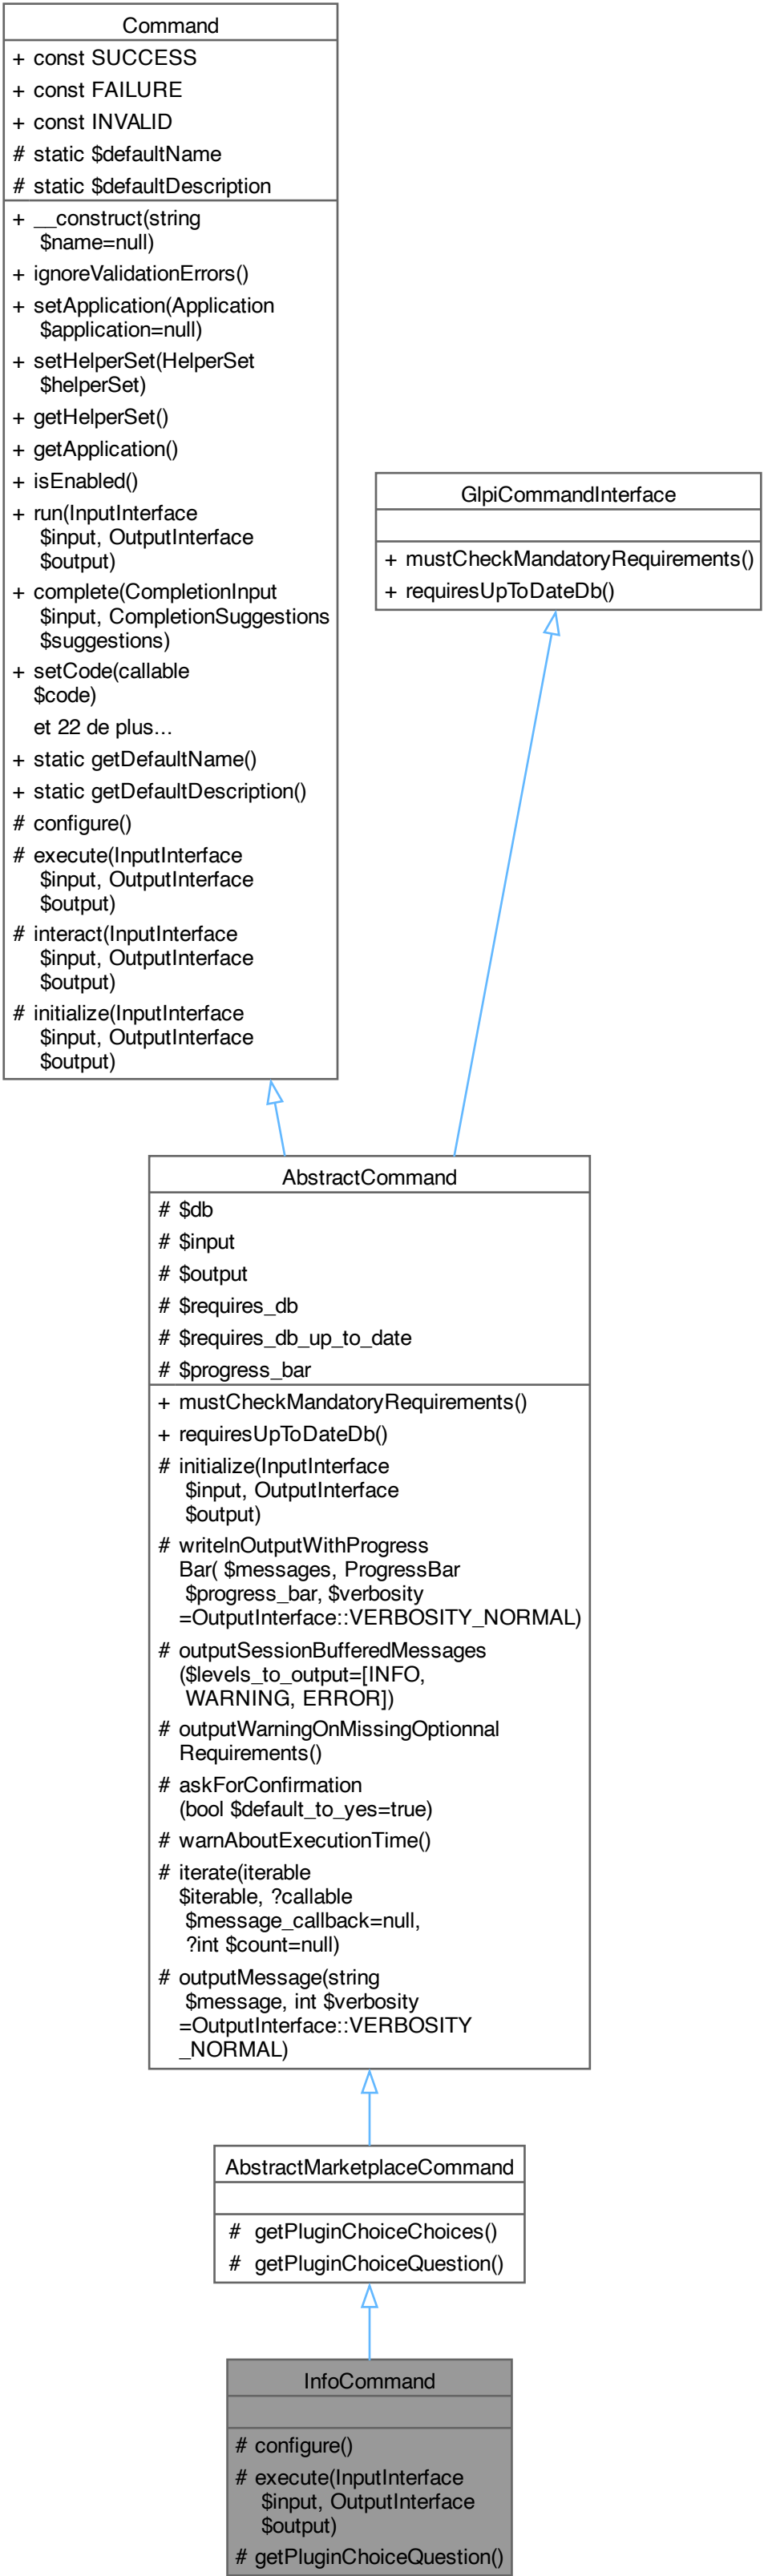 Command
+ const SUCCESS
+ const FAILURE
+ const INVALID
# static $defaultName
# static $defaultDescription
+ __construct(string
$name=null)
+ ignoreValidationErrors()
+ setApplication(Application
$application=null)
+ setHelperSet(HelperSet
$helperSet)
+ getHelperSet()
+ getApplication()
+ isEnabled()
+ run(InputInterface
$input, OutputInterface
$output)
+ complete(CompletionInput
$input, CompletionSuggestions
$suggestions)
+ setCode(callable
$code)
et 22 de plus...
+ static getDefaultName()
+ static getDefaultDescription()
# configure()
# execute(InputInterface
$input, OutputInterface
$output)
# interact(InputInterface
$input, OutputInterface
$output)
# initialize(InputInterface
$input, OutputInterface
$output)
GlpiCommandInterface
+ mustCheckMandatoryRequirements()
+ requiresUpToDateDb()
AbstractCommand
# $db
# $input
# $output
# $requires_db
# $requires_db_up_to_date
# $progress_bar
+ mustCheckMandatoryRequirements()
+ requiresUpToDateDb()
# initialize(InputInterface
$input, OutputInterface
$output)
# writelnOutputWithProgress
Bar( $messages, ProgressBar
$progress_bar, $verbosity
=OutputInterface::VERBOSITY_NORMAL)
# outputSessionBufferedMessages
($levels_to_output=[INFO,
WARNING, ERROR])
# outputWarningOnMissingOptionnal
Requirements()
# askForConfirmation
(bool $default_to_yes=true)
# warnAboutExecutionTime()
# iterate(iterable
$iterable, ?callable
$message_callback=null,
?int $count=null)
# outputMessage(string
$message, int $verbosity
=OutputInterface::VERBOSITY
_NORMAL)
AbstractMarketplaceCommand
# getPluginChoiceChoices()
# getPluginChoiceQuestion()
InfoCommand
# configure()
# execute(InputInterface
$input, OutputInterface
$output)
# getPluginChoiceQuestion()